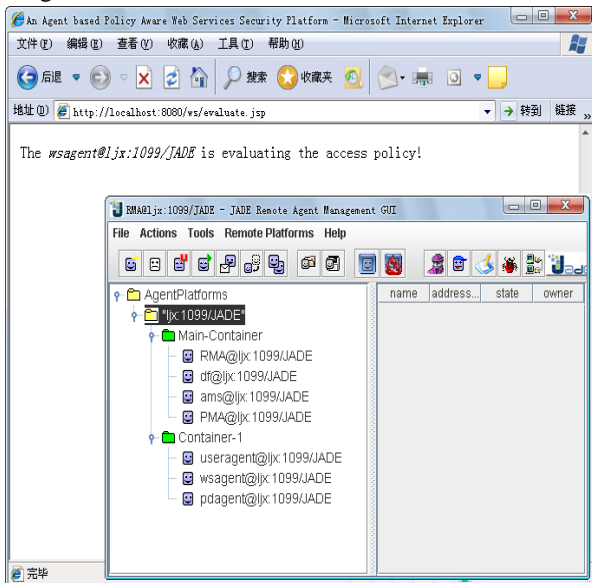 An Agent based Policy Aware Web Services Security Platform - Microsoft Internet Explorer
文件(F) 编辑(E) 查看(V) 收藏(A) 工具(T) 帮助(H)
后退 搜索 收藏夹
地址(D) http://localhost:8080/ws/evaluate.jsp 转到 链接 »
The wsagent@ljx:1099/JADE is evaluating the access policy!
RMA@ljx:1099/JADE - JADE Remote Agent Management GUI
File Actions Tools Remote Platforms Help
Jade
AgentPlatforms
"ljx:1099/JADE"
Main-Container
RMA@ljx:1099/JADE
df@ljx:1099/JADE
ams@ljx:1099/JADE
PMA@ljx:1099/JADE
Container-1
useragent@ljx:1099/JADE
wsagent@ljx:1099/JADE
pdagent@ljx:1099/JADE
name address... state owner
完毕